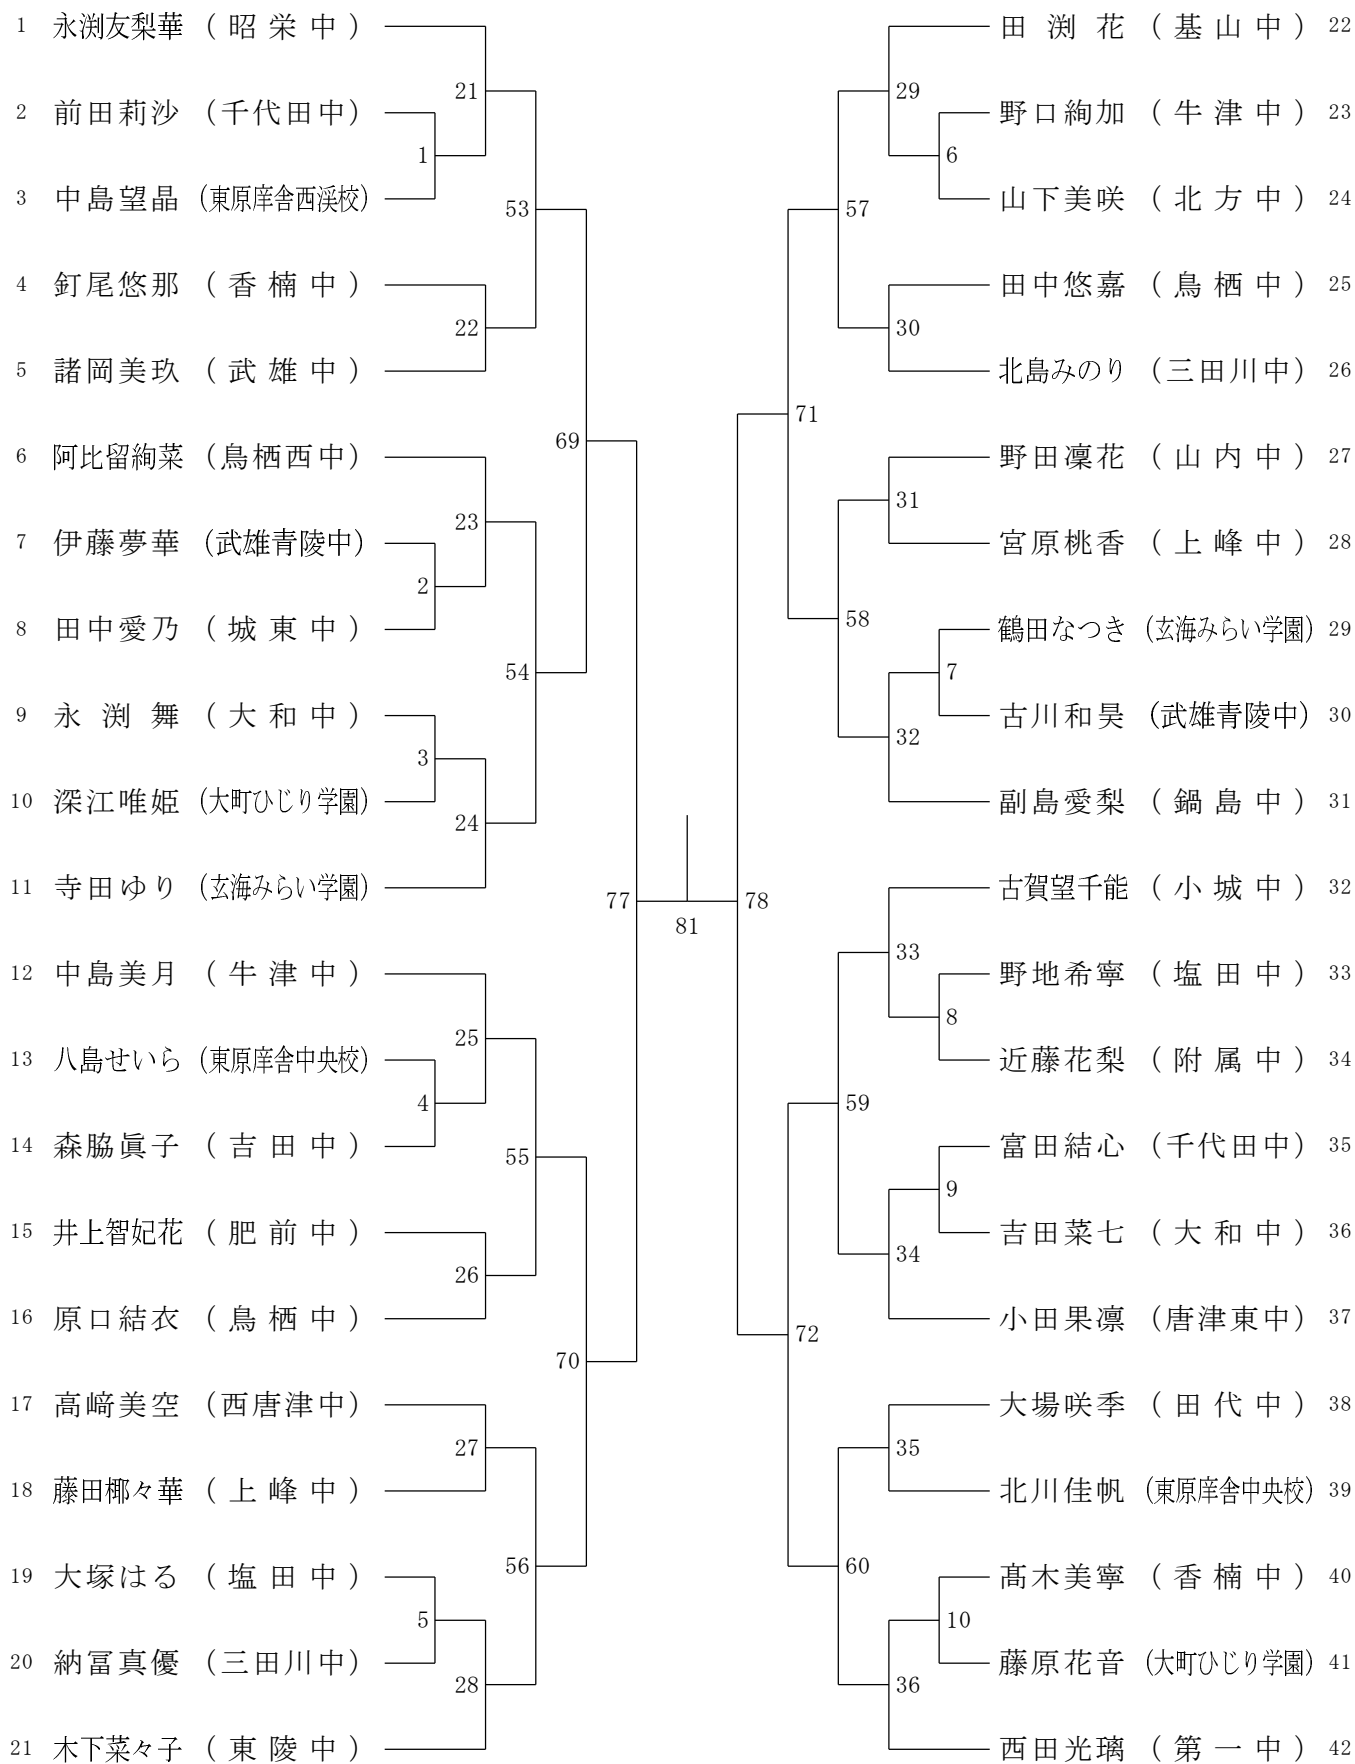 1 永渕友梨華 (昭栄中)
2 前田莉沙 (千代田中)
3 中島望晶 (東原庠舎西渓校)
4 釘尾悠那 (香楠中)
5 諸岡美玖 (武雄中)
6 阿比留絢菜 (鳥栖西中)
7 伊藤夢華 (武雄青陵中)
8 田中愛乃 (城東中)
9 永渕舞 (大和中)
10 深江唯姫 (大町ひじり学園)
11 寺田ゆり (玄海みらい学園)
12 中島美月 (牛津中)
13 八島せいら (東原庠舎中央校)
14 森脇眞子 (吉田中)
15 井上智妃花 (肥前中)
16 原口結衣 (鳥栖中)
17 高﨑美空 (西唐津中)
18 藤田梛々華 (上峰中)
19 大塚はる (塩田中)
20 納冨真優 (三田川中)
21 木下菜々子 (東陵中)
1
2
3
4
5
21
22
23
24
25
26
27
28
53
54
55
56
69
70
77
81
78
71
72
57
58
59
60
29
30
31
32
33
34
35
36
6
7
8
9
10
田渕花 (基山中) 22
野口絢加 (牛津中) 23
山下美咲 (北方中) 24
田中悠嘉 (鳥栖中) 25
北島みのり (三田川中) 26
野田凜花 (山内中) 27
宮原桃香 (上峰中) 28
鶴田なつき (玄海みらい学園) 29
古川和昊 (武雄青陵中) 30
副島愛梨 (鍋島中) 31
古賀望千能 (小城中) 32
野地希寧 (塩田中) 33
近藤花梨 (附属中) 34
富田結心 (千代田中) 35
吉田菜七 (大和中) 36
小田果凛 (唐津東中) 37
大場咲季 (田代中) 38
北川佳帆 (東原庠舎中央校) 39
髙木美寧 (香楠中) 40
藤原花音 (大町ひじり学園) 41
西田光璃 (第一中) 42